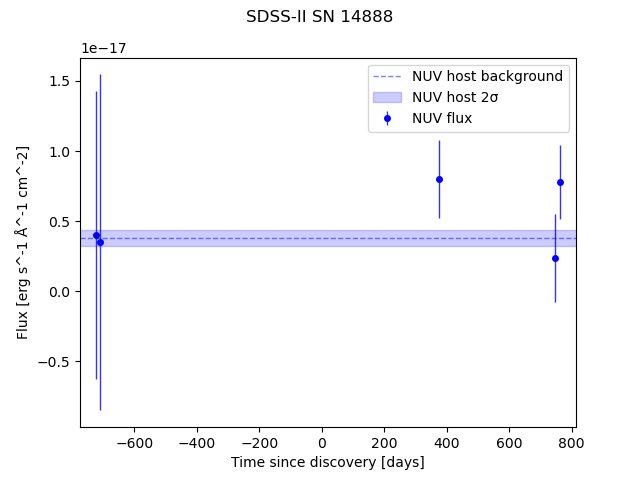 SDSS-II SN 14888
1e−17
NUV host background
NUV host 2σ
NUV flux
1.5
1.0
0.5
0.0
−0.5
Flux [erg s^-1 Å^-1 cm^-2]
−600 −400 −200 0 200 400 600 800
Time since discovery [days]